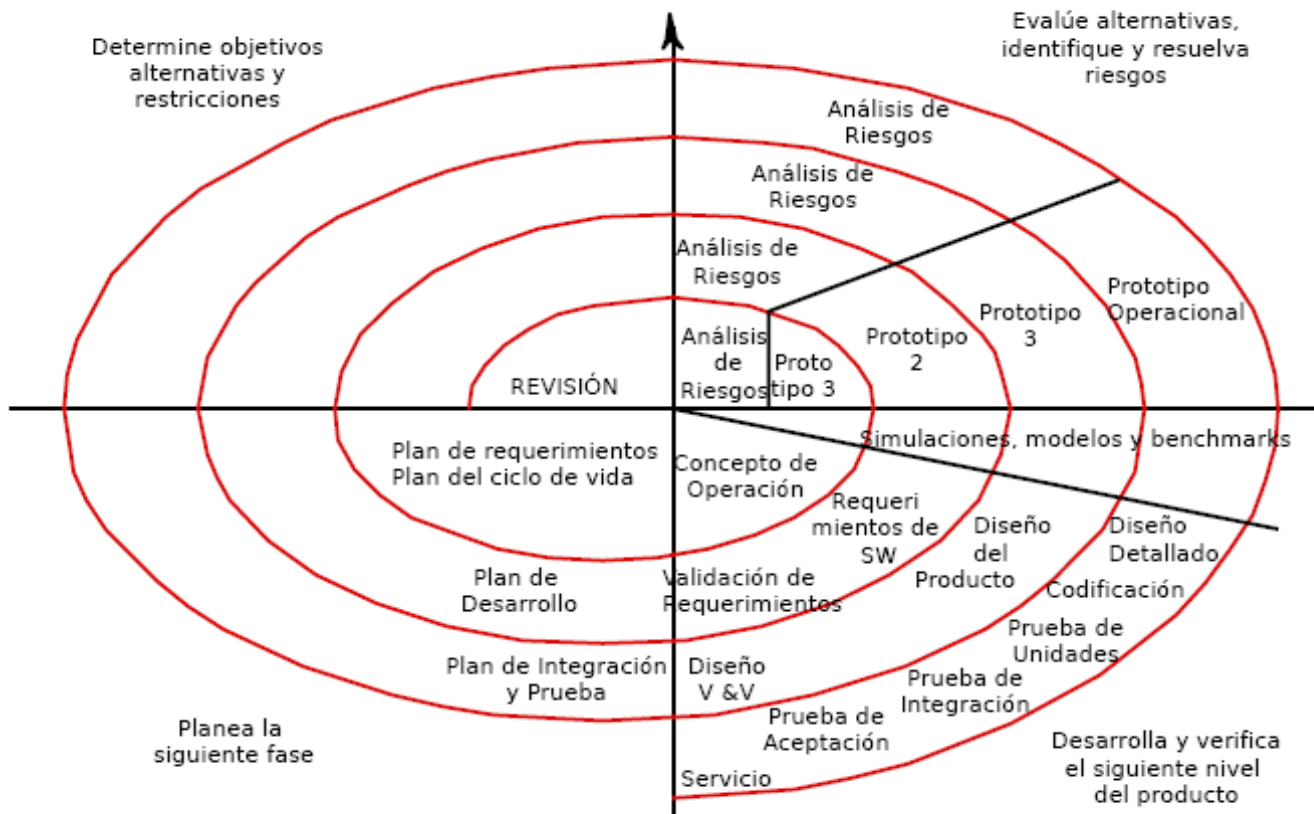 Determine objetivos
alternativas y
restricciones
Evalúe alternativas,
identifique y resuelva
riesgos
Análisis de
Riesgos
Análisis de
Riesgos
Análisis de
Riesgos
Análisis
de
Riesgos
Proto
tipo 3
Prototipo
2
Prototipo
3
Prototipo
Operacional
REVISIÓN
Simulaciones, modelos y benchmarks
Plan de requerimientos
Plan del ciclo de vida
Concepto de
Operación
Requeri
mientos de
SW
Diseño
del
Producto
Diseño
Detallado
Codificación
Plan de
Desarrollo
Validación de
Requerimientos
Prueba de
Unidades
Plan de Integración
y Prueba
Diseño
V &V
Prueba de
Integración
Prueba de
Aceptación
Servicio
Planea la
siguiente fase
Desarrolla y verifica
el siguiente nivel
del producto